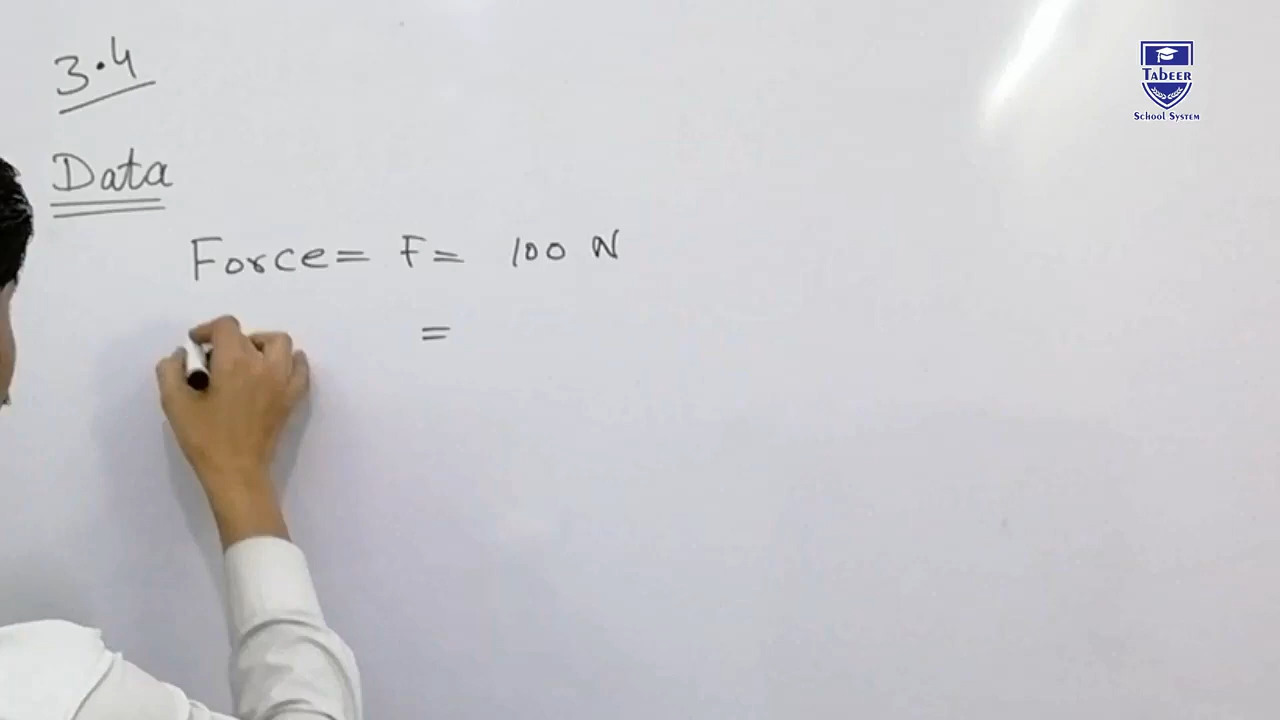 3.4
Data
Force = F = 100 N
=
TABEER
SCHOOL SYSTEM